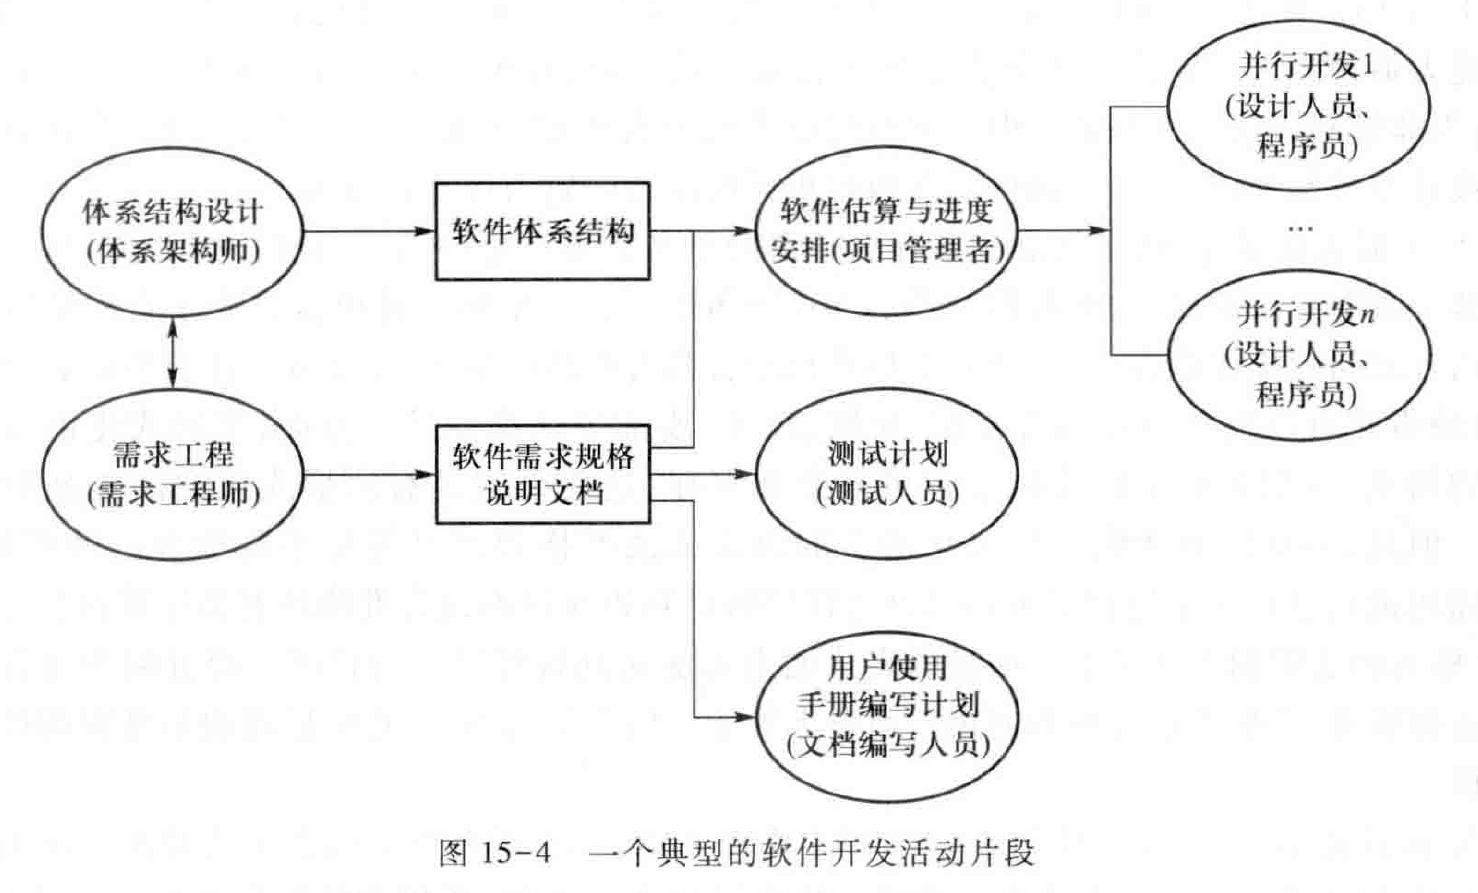 体系结构设计
(体系架构师)
软件体系结构
软件估算与进度
安排(项目管理者)
并行开发1
(设计人员、
程序员)
…
并行开发n
(设计人员、
程序员)
需求工程
(需求工程师)
软件需求规格
说明文档
测试计划
(测试人员)
用户使用
手册编写计划
(文档编写人员)
图 15-4 一个典型的软件开发活动片段